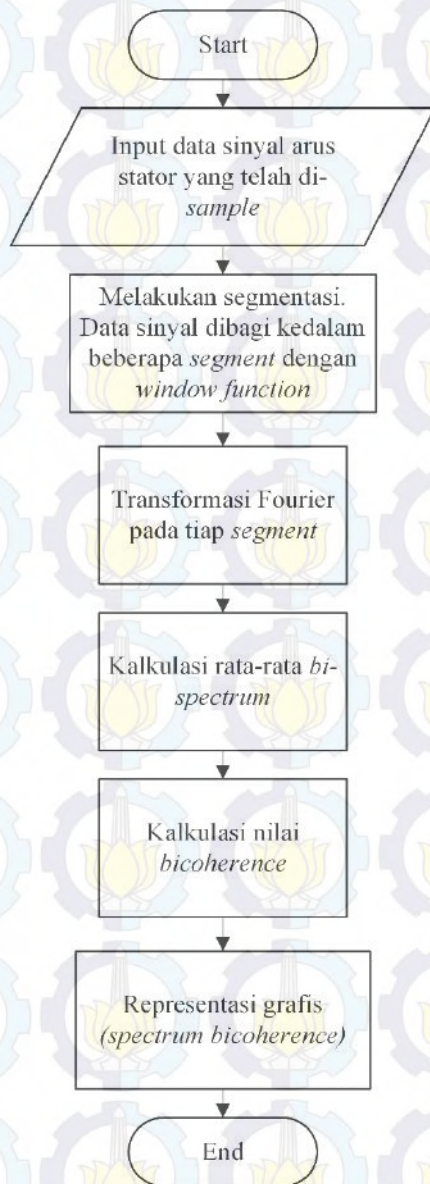 Start
Input data sinyal arus
stator yang telah di-
sample
Melakukan segmentasi.
Data sinyal dibagi kedalam
beberapa segment dengan
window function
Transformasi Fourier
pada tiap segment
Kalkulasi rata-rata bi-
spectrum
Kalkulasi nilai
bicoherence
Representasi grafis
(spectrum bicoherence)
End